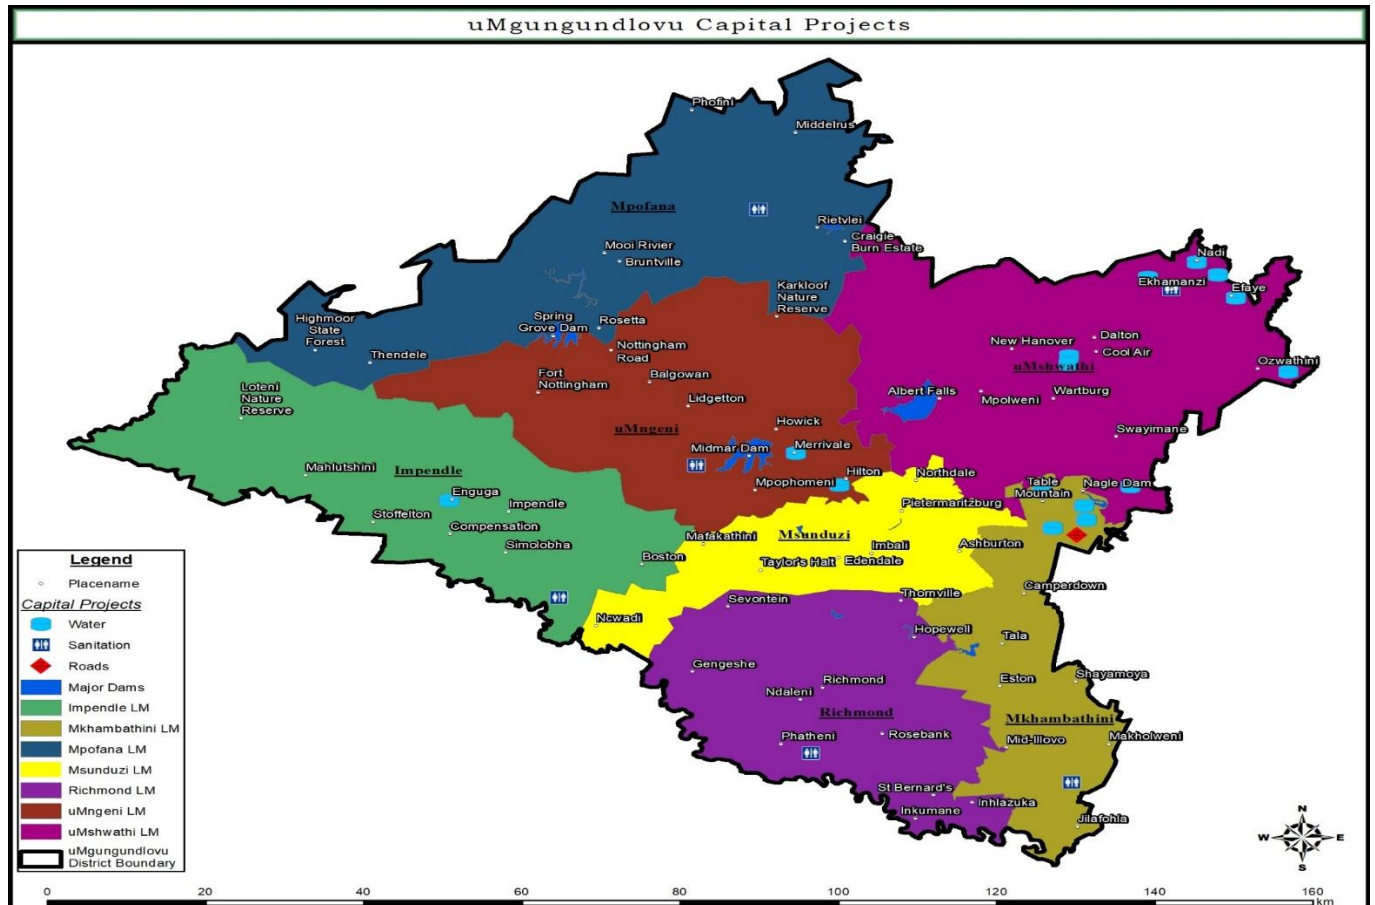 uMgungundlovu Capital Projects
Phofini
Middelrus
Mpofana
Rietvlei
Craigie
Burn Estate
Mooi Rivier
Bruntville
Nadi
Ekhamanzi
Efaye
Karkloof
Nature
Reserve
Highmoor
State
Forest
Spring
Grove Dam
Rosetta
Thendele
Nottingham
Road
New Hanover
Dalton
Cool Air
uMshwathi
Ozwathini
Loteni
Nature
Reserve
Fort
Nottingham
Balgowan
Lidgetton
Albert Falls
Mpolweni
Wartburg
uMngeni
Howick
Swayimane
Midmar Dam
Merrivale
Mahlutshini
Impendle
Hilton
Northdale
Mpophomeni
Table
Mountain
Nagle Dam
Enguga
Impendle
Pietermaritzburg
Stoffelton
Compensation
Simolobha
Mafakathini
Msunduzi
Imbali
Ashburton
Boston
Taylor's Halt
Edendale
Camperdown
Sevontein
Thornville
Ncwadi
Hopewell
Tala
Gengeshe
Richmond
Ndaleni
Eston
Shayamoya
Richmond
Mkhambathini
Phatheni
Rosebank
Mid-Illovo
Makholweni
St Bernard's
Inhlazuka
Inkumane
Jilafohla
Legend
Placename
Capital Projects
Water
Sanitation
Roads
Major Dams
Impendle LM
Mkhambathini LM
Mpofana LM
Msunduzi LM
Richmond LM
uMngeni LM
uMshwathi LM
uMgungundlovu
District Boundary
N
W E
S
0 20 40 60 80 100 120 140 160
km